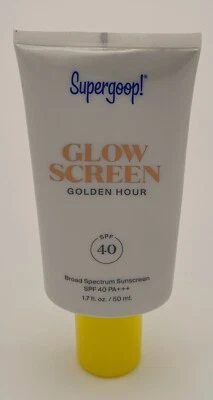 Supergoop!
GLOW
SCREEN
GOLDEN HOUR
SPF
40
Broad Spectrum Sunscreen
SPF 40 PA+++
1.7 fl. oz. / 50 ml.